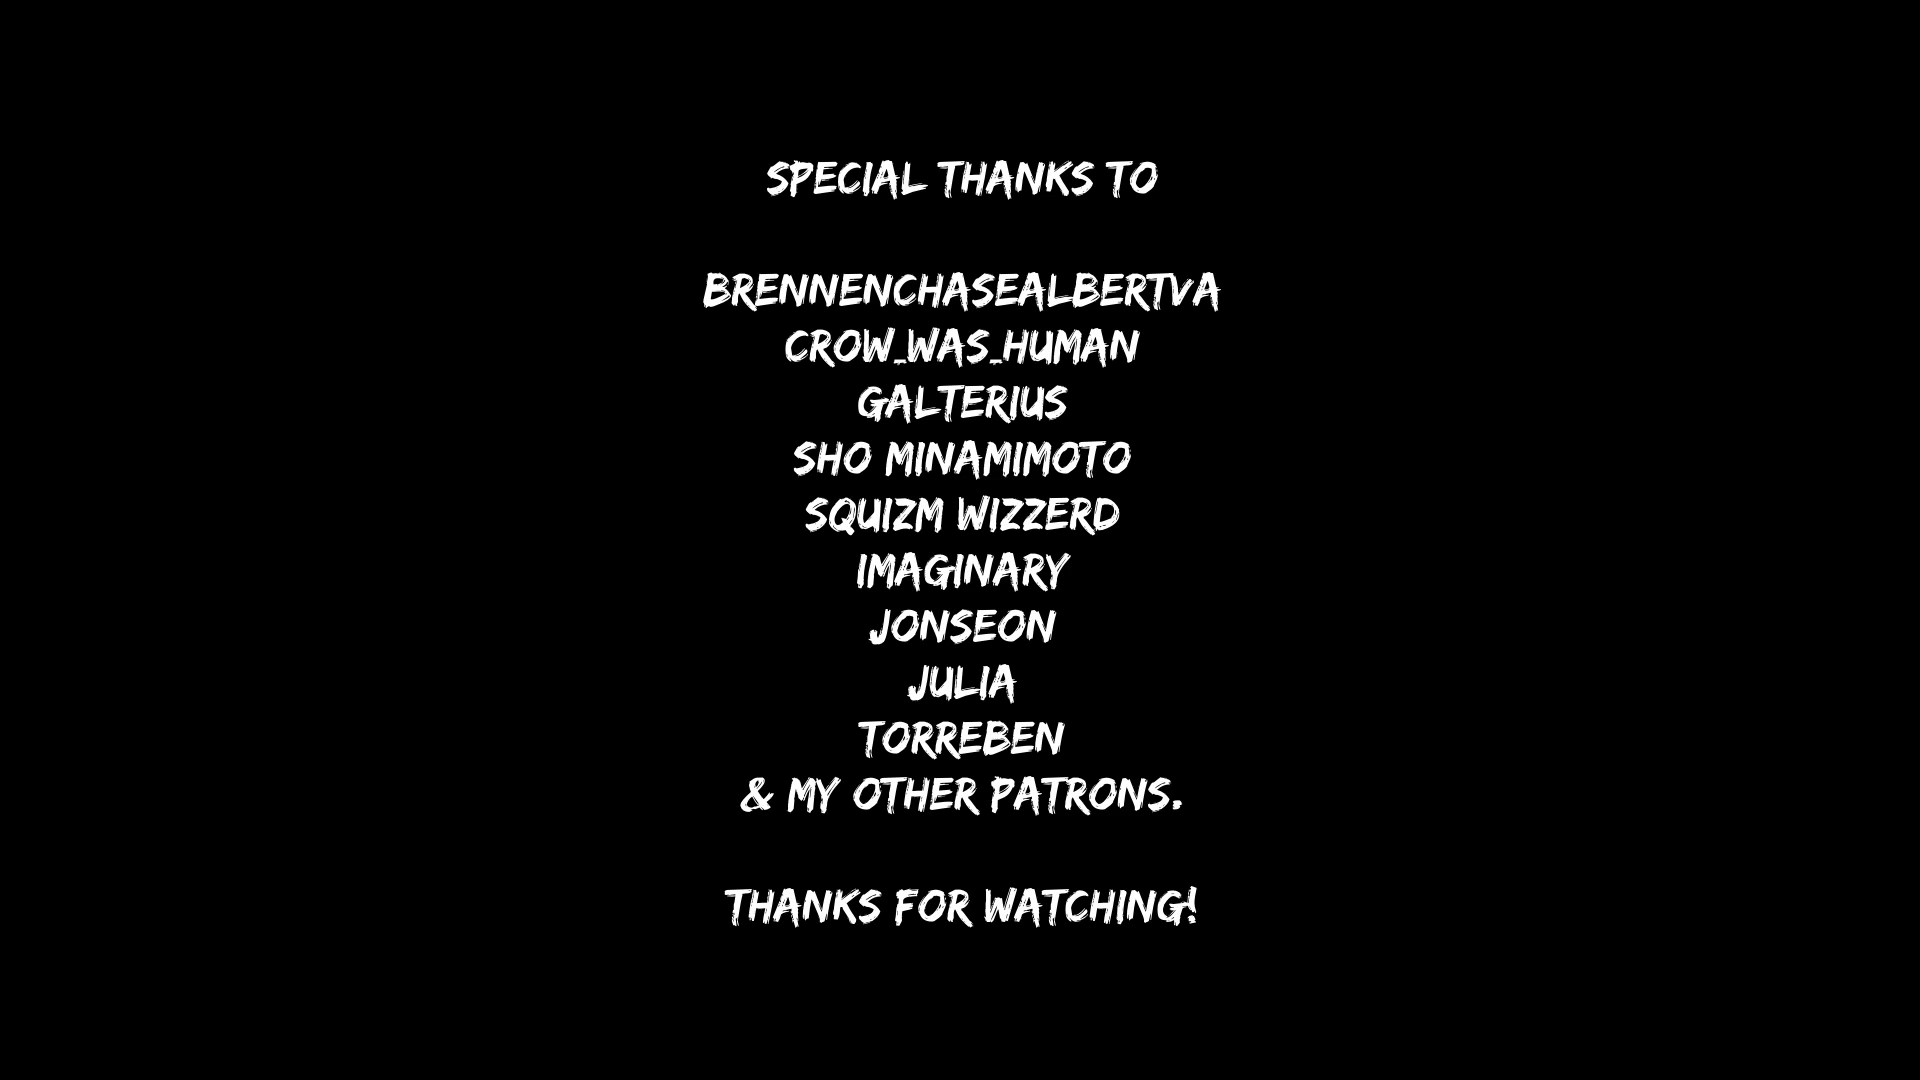 SPECIAL THANKS TO
BRENNENCHASEALBERTVA
CROW_WAS_HUMAN
GALTERIUS
SHO MINAMIMOTO
SQUIZM WIZZERD
IMAGINARY
JONSEON
JULIA
TORREBEN
& MY OTHER PATRONS.
THANKS FOR WATCHING!